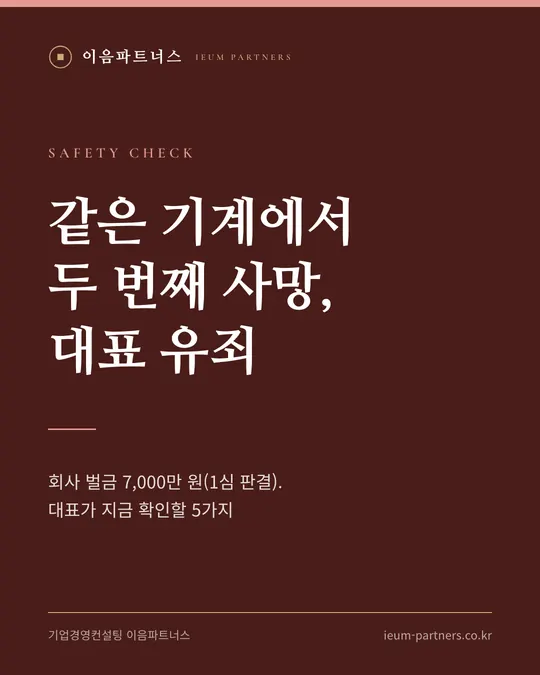 이음파트너스 IEUM PARTNERS
SAFETY CHECK
같은 기계에서
두 번째 사망,
대표 유죄
회사 벌금 7,000만 원(1심 판결).
대표가 지금 확인할 5가지
기업경영컨설팅 이음파트너스
ieum-partners.co.kr